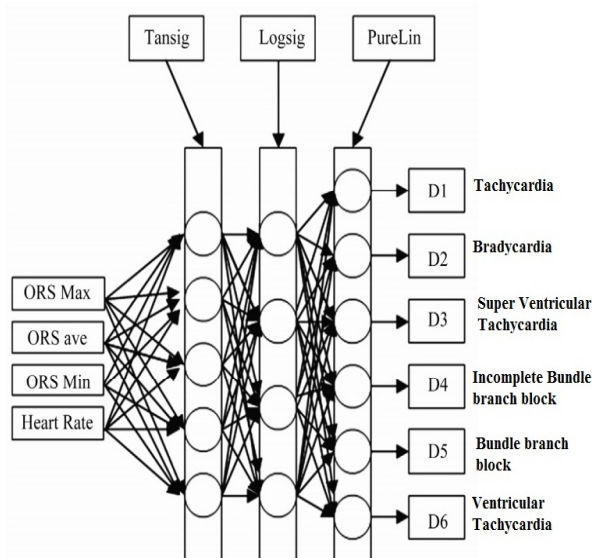 Tansig
Logsig
PureLin
ORS Max
ORS ave
ORS Min
Heart Rate
D1
Tachycardia
D2
Bradycardia
D3
Super Ventricular
Tachycardia
D4
Incomplete Bundle
branch block
D5
Bundle branch
block
D6
Ventricular
Tachycardia